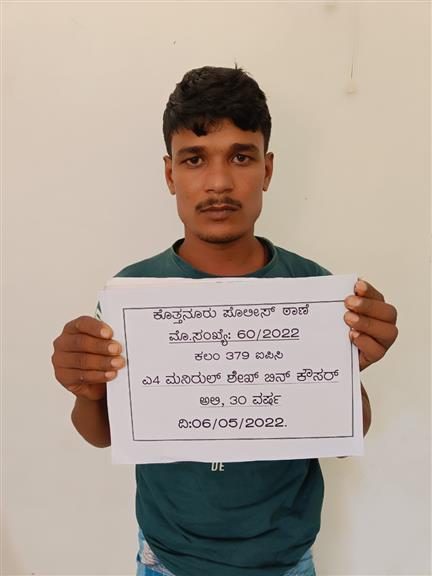 ಕೊತ್ತನೂರು ಪೊಲೀಸ್ ಠಾಣೆ
ಮೊ.ಸಂಖ್ಯೆ: 60/2022
ಕಲಂ 379 ಐಪಿಸಿ
ಎ4 ಮನಿರುಲ್ ಶೇಖ್ ಬಿನ್ ಕೌಸರ್
ಅಲಿ, 30 ವರ್ಷ
ದಿ:06/05/2022.
DE